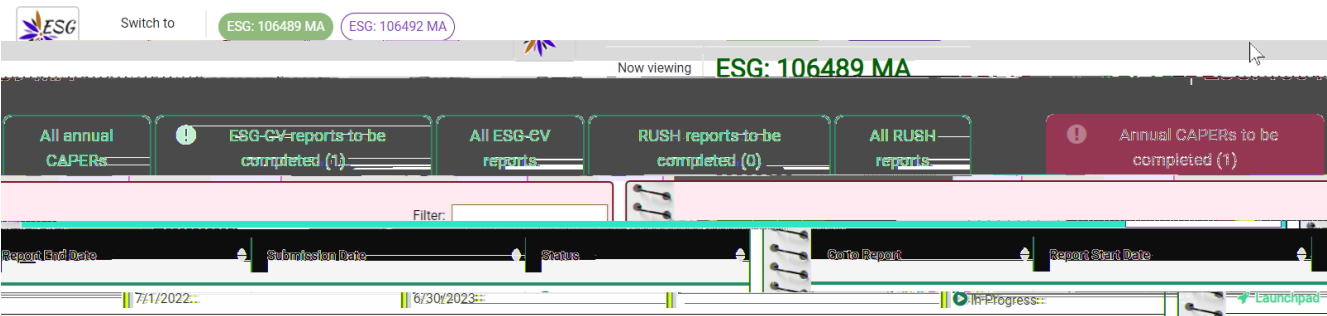 ESG
Switch to
ESG: 106489 MA
ESG: 106492 MA
Now viewing
ESG: 106489 MA
All annual CAPERs
ESG-CV reports to be completed (1)
All ESG-CV reports
RUSH reports to be completed (0)
All RUSH reports
Annual CAPERs to be completed (1)
Filter:
Report End Date
Submission Date
Status
Go to Report
Report Start Date
7/1/2022
6/30/2023
In-Progress
Launchpad